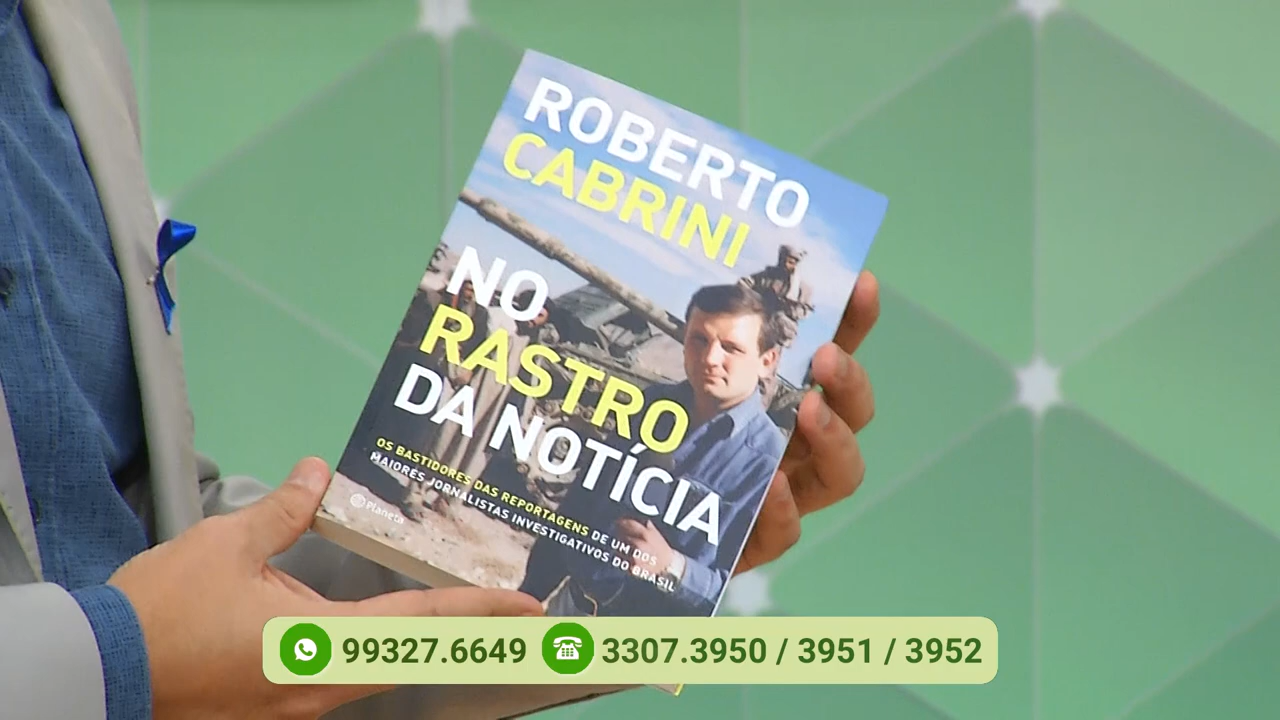 ROBERTO
CABRINI
NO
RASTRO
DA NOTÍCIA
OS BASTIDORES DAS REPORTAGENS DE UM DOS
MAIORES JORNALISTAS INVESTIGATIVOS DO BRASIL
Planeta
99327.6649 3307.3950 / 3951 / 3952